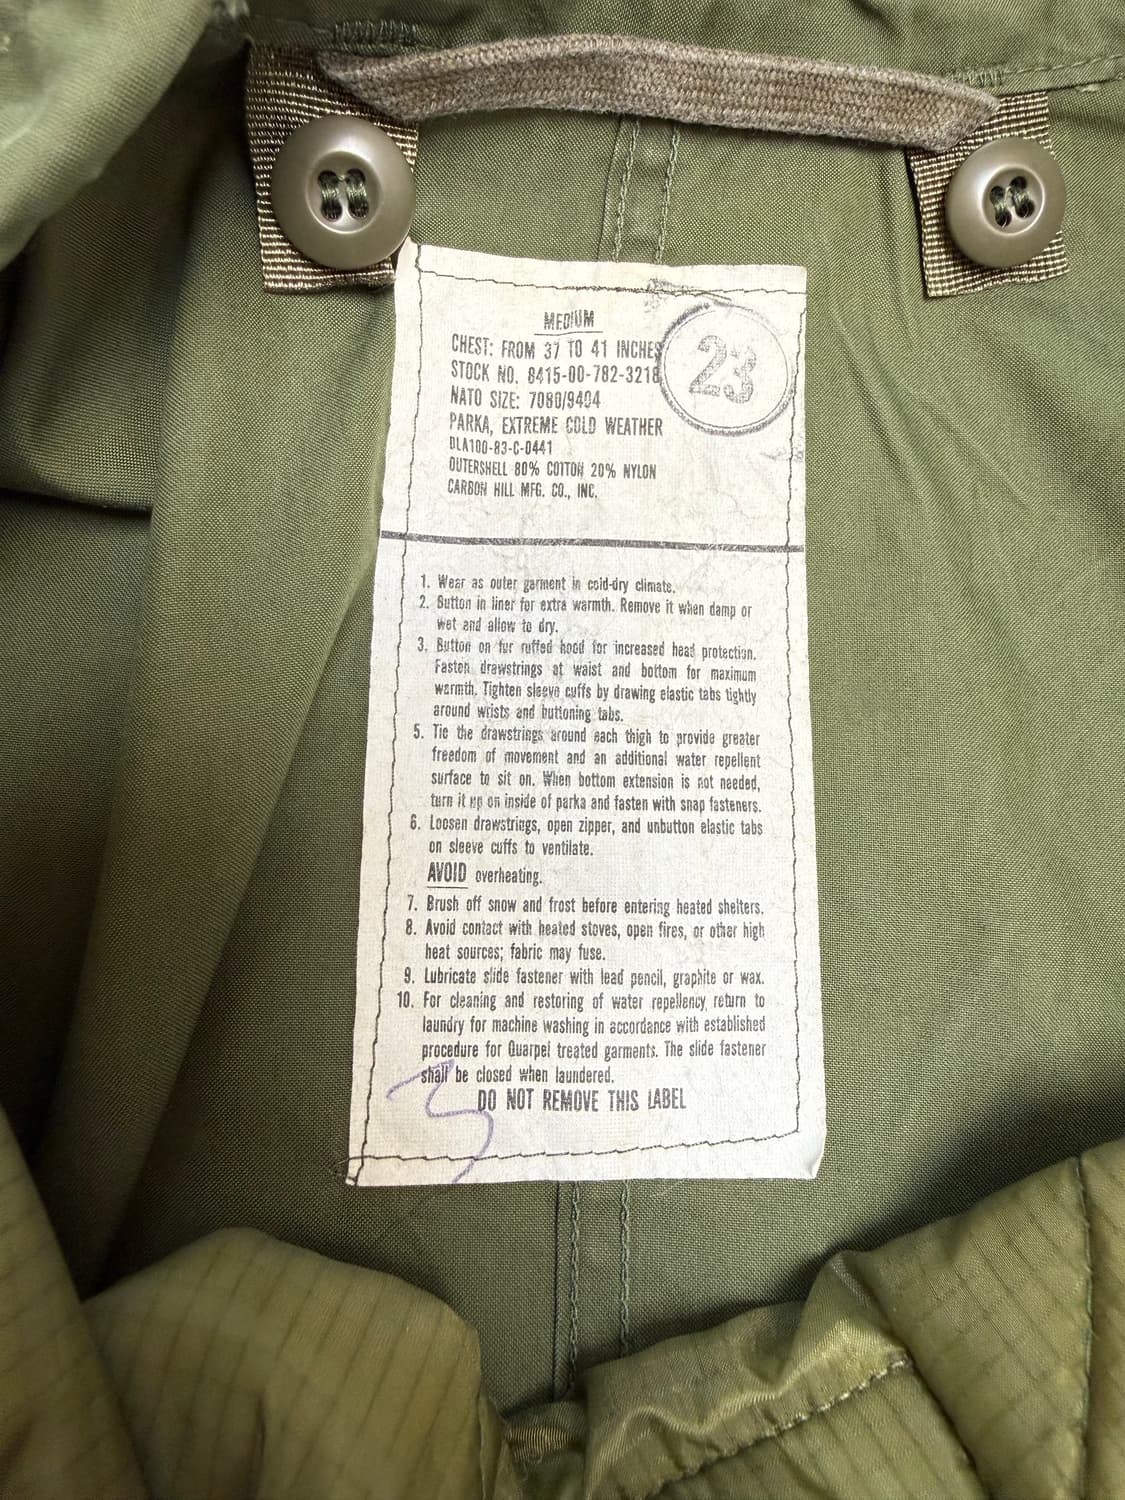 MEDIUM
CHEST: FROM 37 TO 41 INCHES
STOCK NO. 8415-00-782-3218
NATO SIZE: 7080/9404
PARKA, EXTREME COLD WEATHER
DLA100-83-C-0441
OUTERSHELL 80% COTTON 20% NYLON
CARBON HILL MFG. CO., INC.
23
1. Wear as outer garment in cold-dry climate.
2. Button in liner for extra warmth. Remove it when damp or
wet and allow to dry.
3. Button on fur ruffed hood for increased head protection.
Fasten drawstrings at waist and bottom for maximum
warmth. Tighten sleeve cuffs by drawing elastic tabs tightly
around wrists and buttoning tabs.
5. Tie the drawstrings around each thigh to provide greater
freedom of movement and an additional water repellent
surface to sit on. When bottom extension is not needed,
turn it up on inside of parka and fasten with snap fasteners.
6. Loosen drawstrings, open zipper, and unbutton elastic tabs
on sleeve cuffs to ventilate.
AVOID overheating.
7. Brush off snow and frost before entering heated shelters.
8. Avoid contact with heated stoves, open fires, or other high
heat sources; fabric may fuse.
9. Lubricate slide fastener with lead pencil, graphite or wax.
10. For cleaning and restoring of water repellency, return to
laundry for machine washing in accordance with established
procedure for Quarpel treated garments. The slide fastener
shall be closed when laundered.
DO NOT REMOVE THIS LABEL